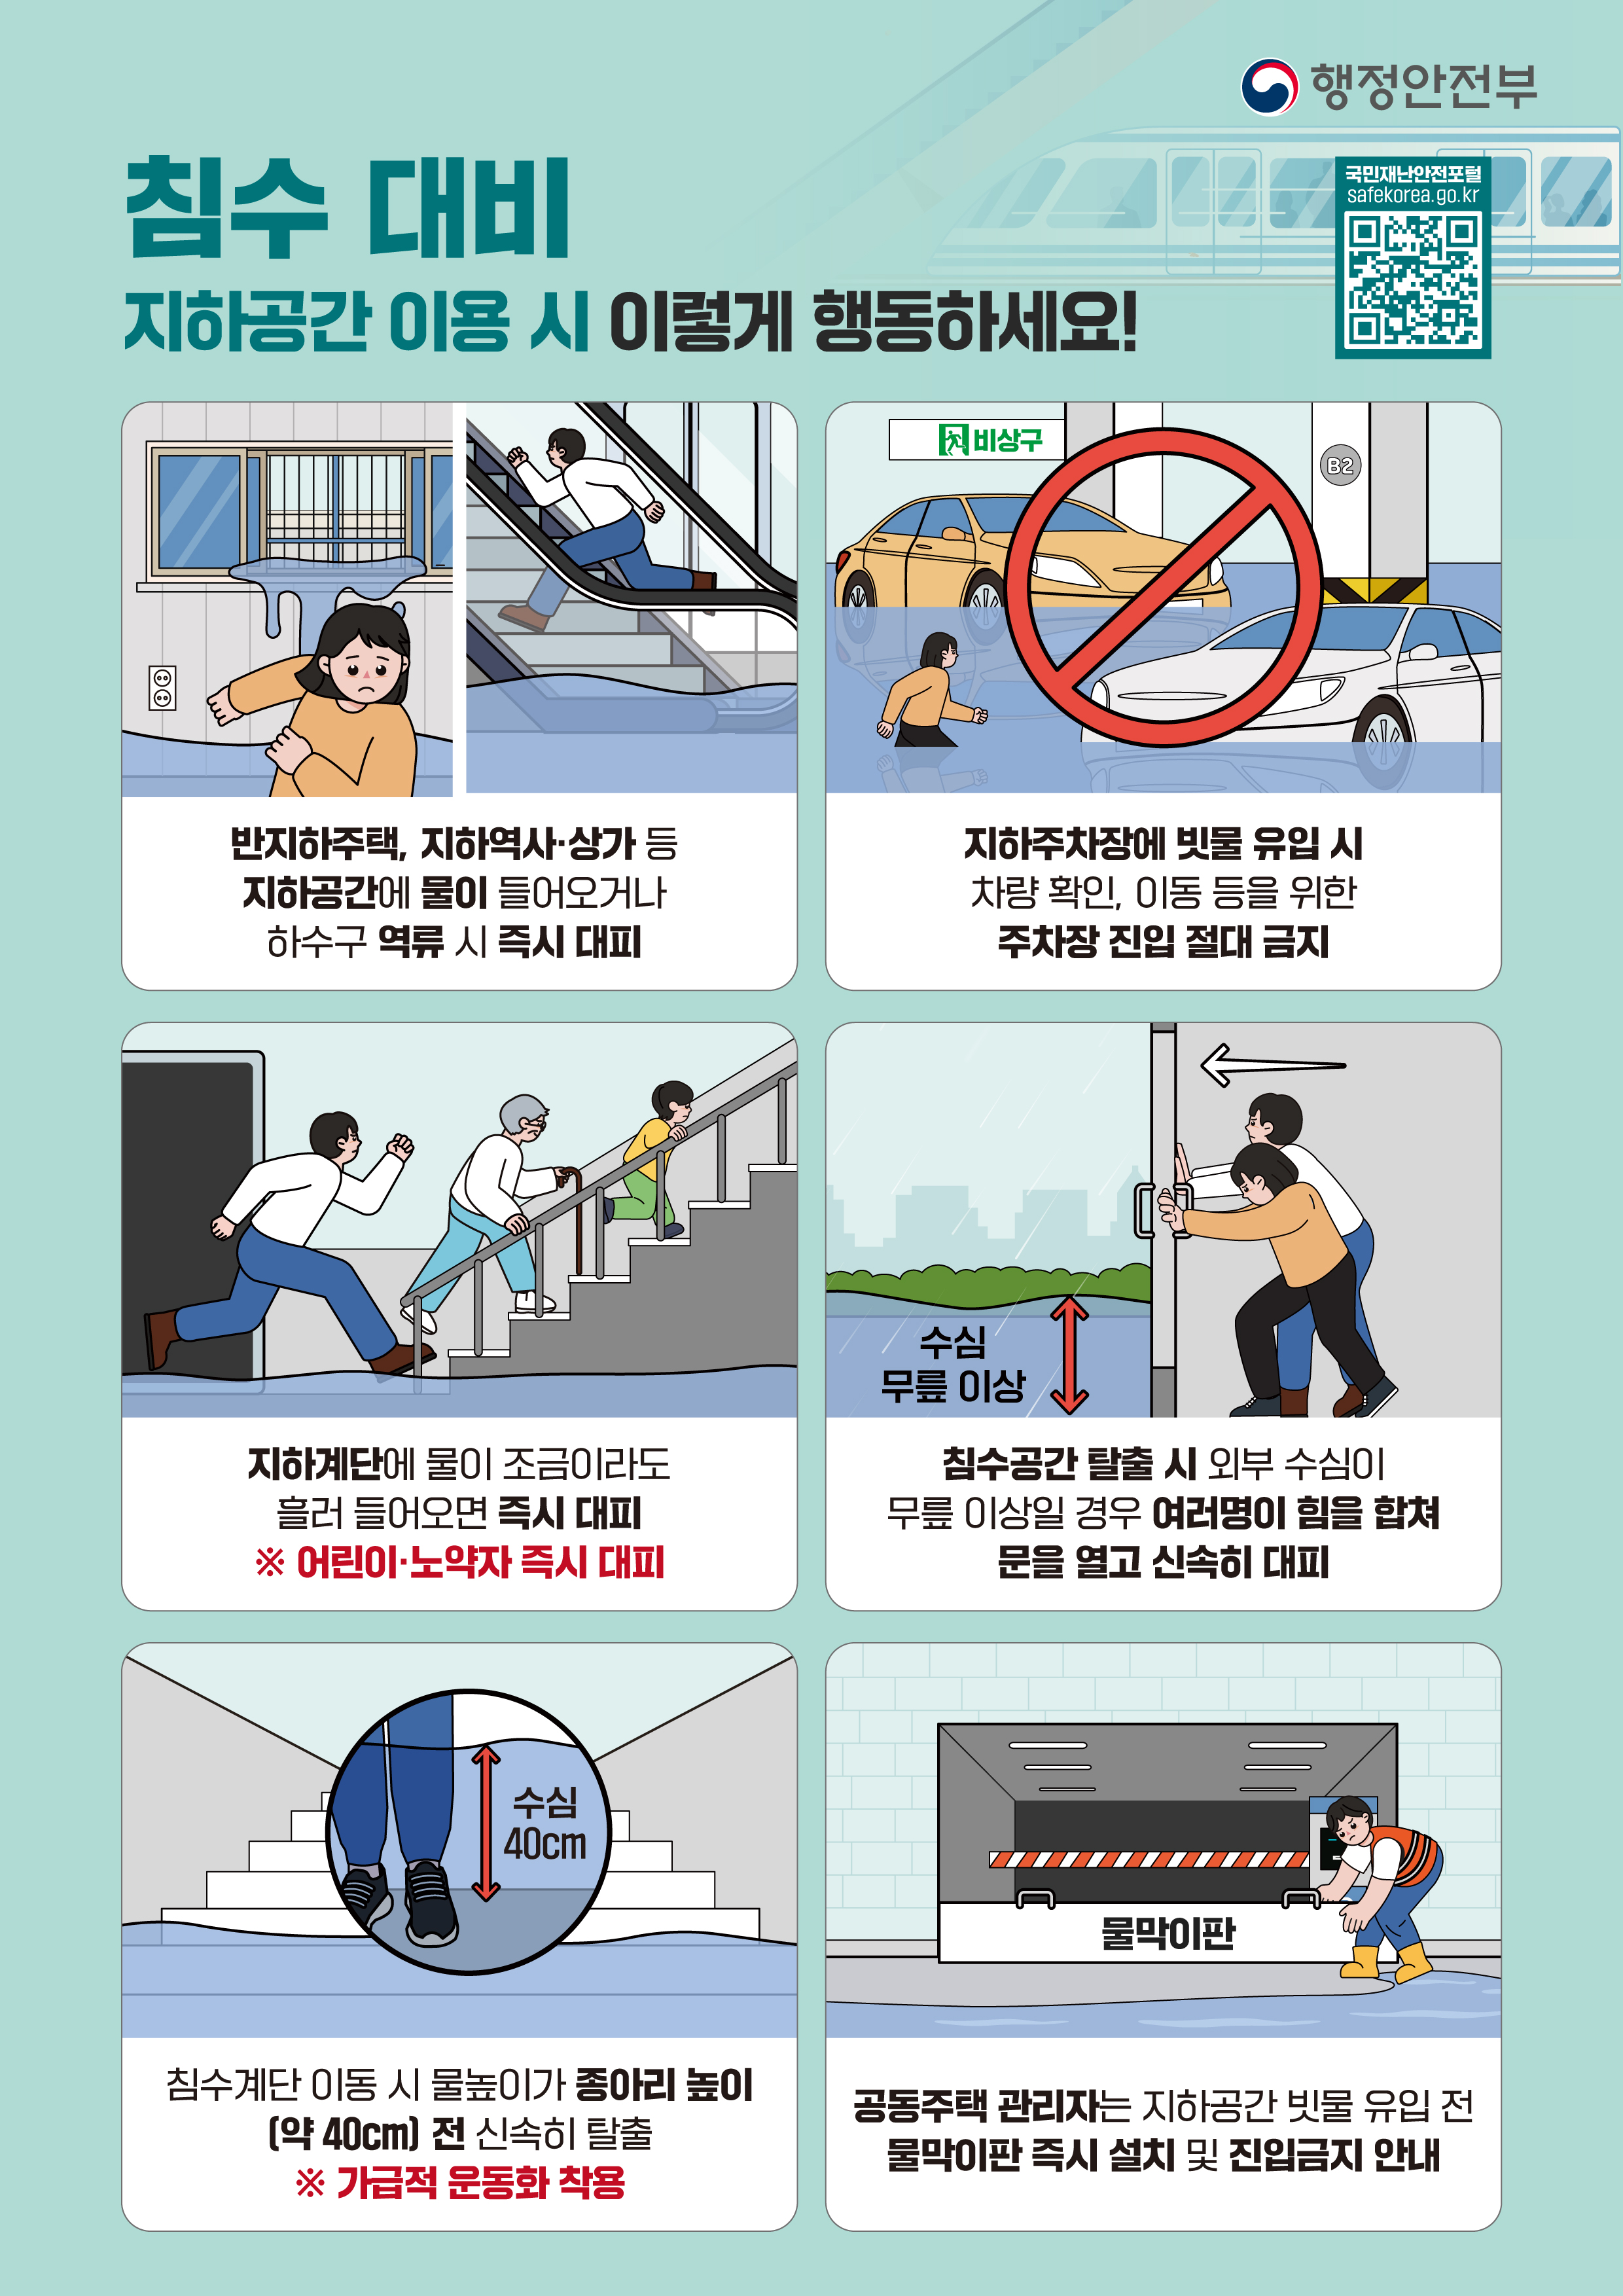 행정안전부
국민재난안전포털
safekorea.go.kr
침수 대비
지하공간 이용 시 이렇게 행동하세요!
비상구
B2
반지하주택, 지하역사·상가 등
지하공간에 물이 들어오거나
하수구 역류 시 즉시 대피
지하주차장에 빗물 유입 시
차량 확인, 이동 등을 위한
주차장 진입 절대 금지
지하계단에 물이 조금이라도
흘러 들어오면 즉시 대피
※ 어린이·노약자 즉시 대피
수심
무릎 이상
침수공간 탈출 시 외부 수심이
무릎 이상일 경우 여러명이 힘을 합쳐
문을 열고 신속히 대피
수심
40cm
침수계단 이동 시 물높이가 종아리 높이
(약 40cm) 전 신속히 탈출
※ 가급적 운동화 착용
물막이판
공동주택 관리자는 지하공간 빗물 유입 전
물막이판 즉시 설치 및 진입금지 안내